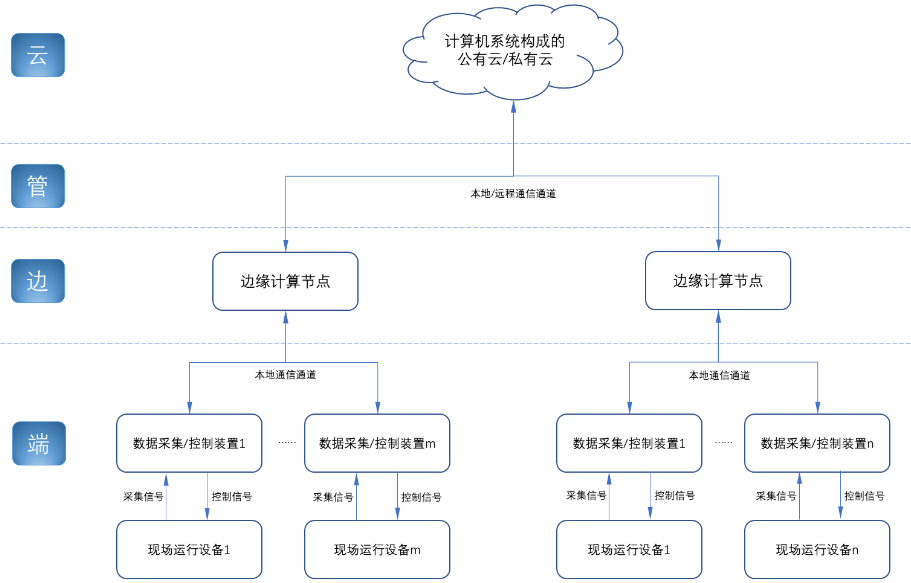 云
计算机系统构成的
公有云/私有云
管
本地/远程通信通道
边
边缘计算节点
边缘计算节点
端
本地通信通道
本地通信通道
数据采集/控制装置1
……
数据采集/控制装置m
数据采集/控制装置1
……
数据采集/控制装置n
采集信号
控制信号
采集信号
控制信号
采集信号
控制信号
采集信号
控制信号
现场运行设备1
现场运行设备m
现场运行设备1
现场运行设备n